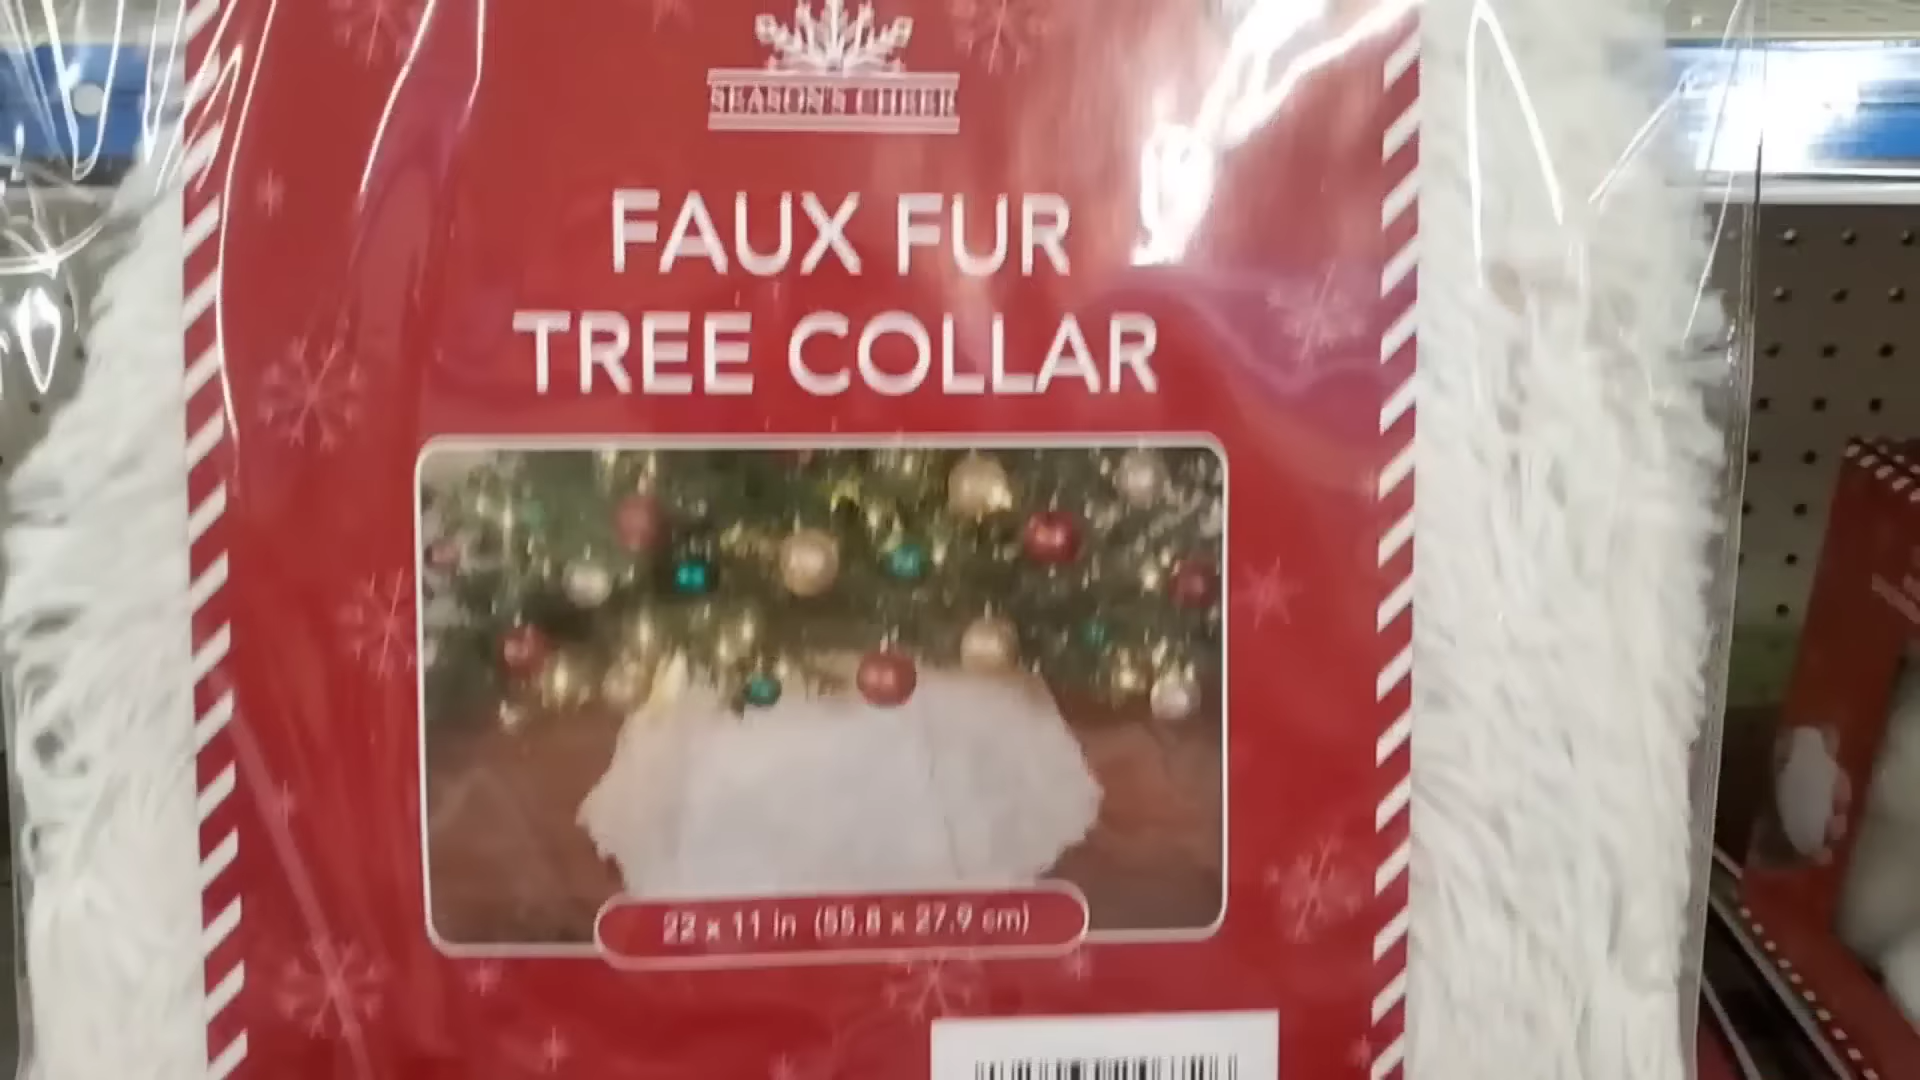 SEASON'S CHEER
FAUX FUR
TREE COLLAR
22 x 11 in (55.8 x 27.9 cm)